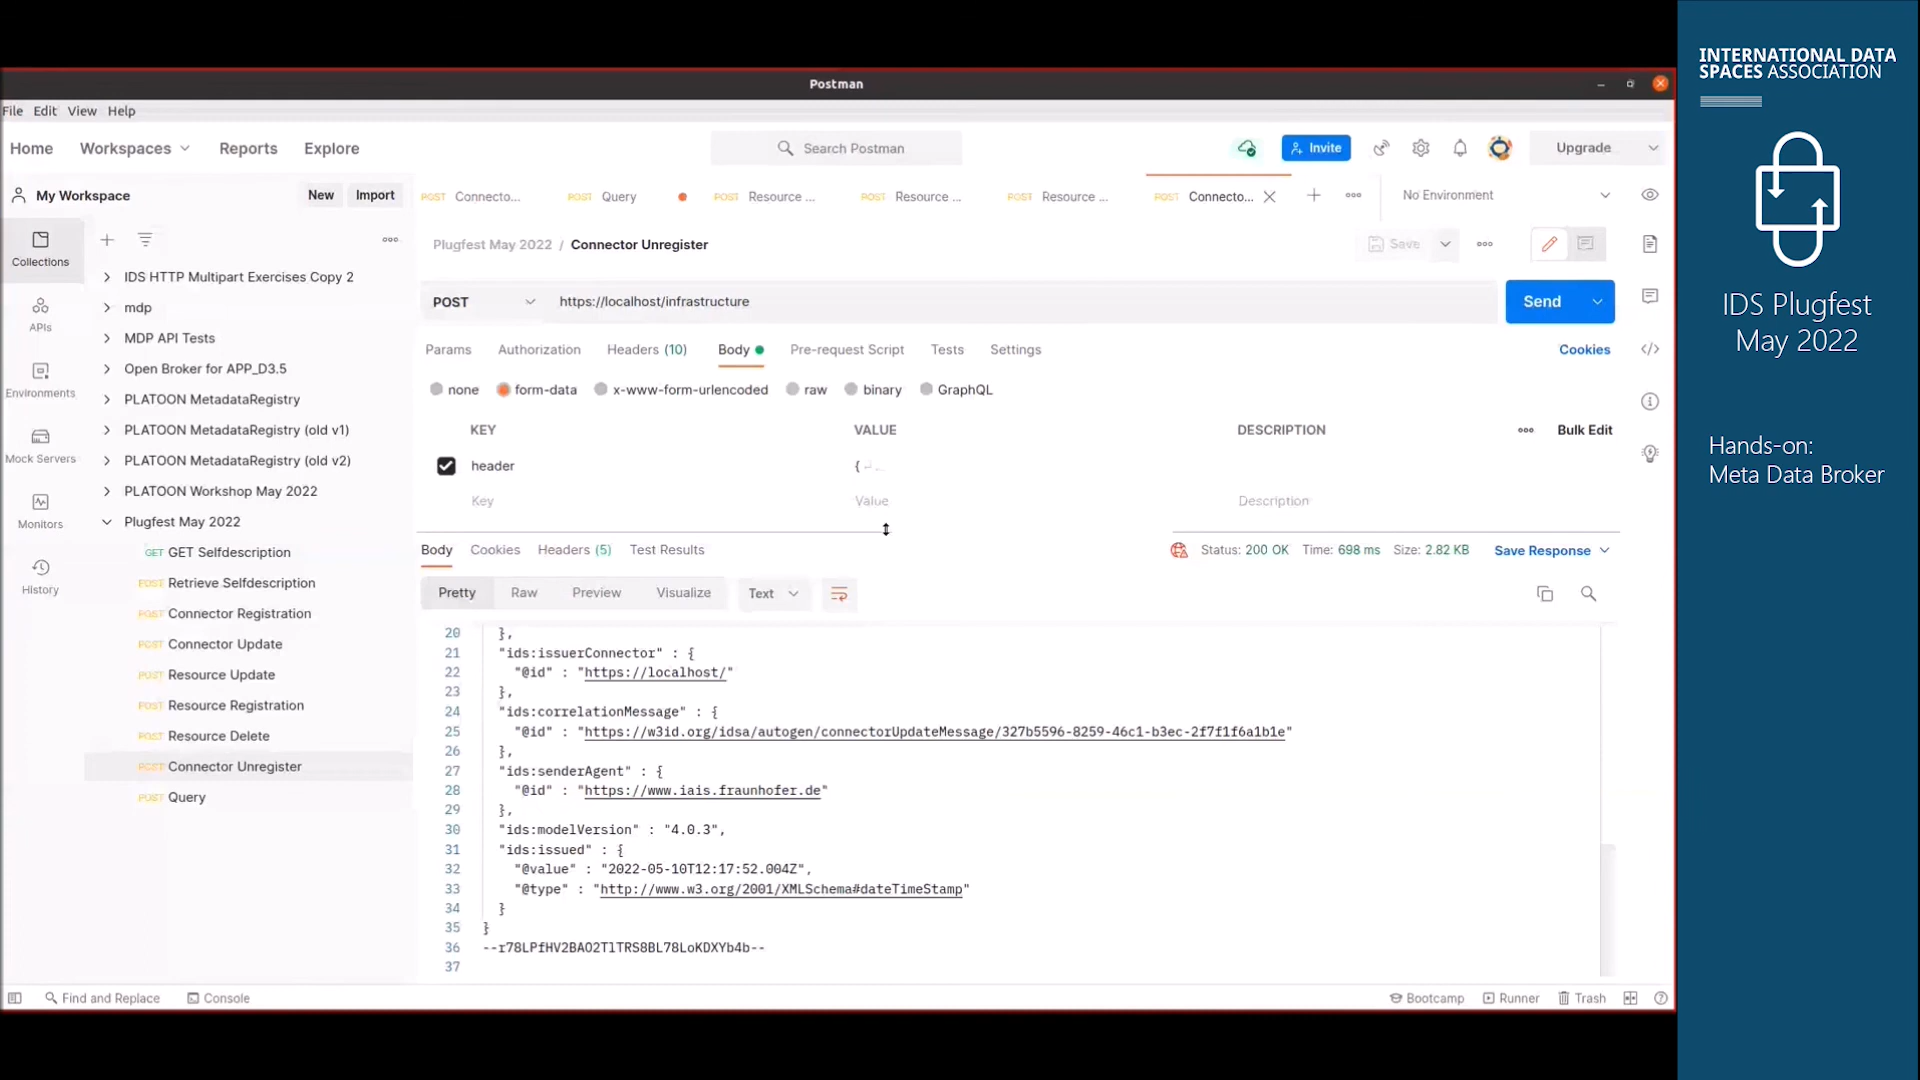 Postman
File Edit View Help
Home Workspaces Reports Explore
Search Postman
Invite
Upgrade
My Workspace
New Import
POST Connecto... POST Query POST Resource ... POST Resource ... POST Resource ... POST Connecto...
No Environment
Collections
APIs
Environments
Mock Servers
Monitors
History
IDS HTTP Multipart Exercises Copy 2
mdp
MDP API Tests
Open Broker for APP_D3.5
PLATOON MetadataRegistry
PLATOON MetadataRegistry (old v1)
PLATOON MetadataRegistry (old v2)
PLATOON Workshop May 2022
Plugfest May 2022
GET GET Selfdescription
POST Retrieve Selfdescription
POST Connector Registration
POST Connector Update
POST Resource Update
POST Resource Registration
POST Resource Delete
POST Connector Unregister
POST Query
Plugfest May 2022 / Connector Unregister
Save
POST https://localhost/infrastructure
Send
Params Authorization Headers (10) Body Pre-request Script Tests Settings
Cookies
none form-data x-www-form-urlencoded raw binary GraphQL
KEY VALUE DESCRIPTION
Bulk Edit
header {
Key Value Description
Body Cookies Headers (5) Test Results
Status: 200 OK Time: 698 ms Size: 2.82 KB Save Response
Pretty Raw Preview Visualize Text
20 },
21 "ids:issuerConnector" : {
22 "@id" : "https://localhost/"
23 },
24 "ids:correlationMessage" : {
25 "@id" : "https://w3id.org/idsa/autogen/connectorUpdateMessage/327b5596-8259-46c1-b3ec-2f7f1f6a1b1e"
26 },
27 "ids:senderAgent" : {
28 "@id" : "https://www.iais.fraunhofer.de"
29 },
30 "ids:modelVersion" : "4.0.3",
31 "ids:issued" : {
32 "@value" : "2022-05-10T12:17:52.004Z",
33 "@type" : "http://www.w3.org/2001/XMLSchema#dateTimeStamp"
34 }
35 }
36 --r78LPfHV2BAO2TlTRS8BL78LoKDXYb4b--
37
Find and Replace Console
Bootcamp Runner Trash
INTERNATIONAL DATA
SPACES ASSOCIATION
IDS Plugfest
May 2022
Hands-on:
Meta Data Broker